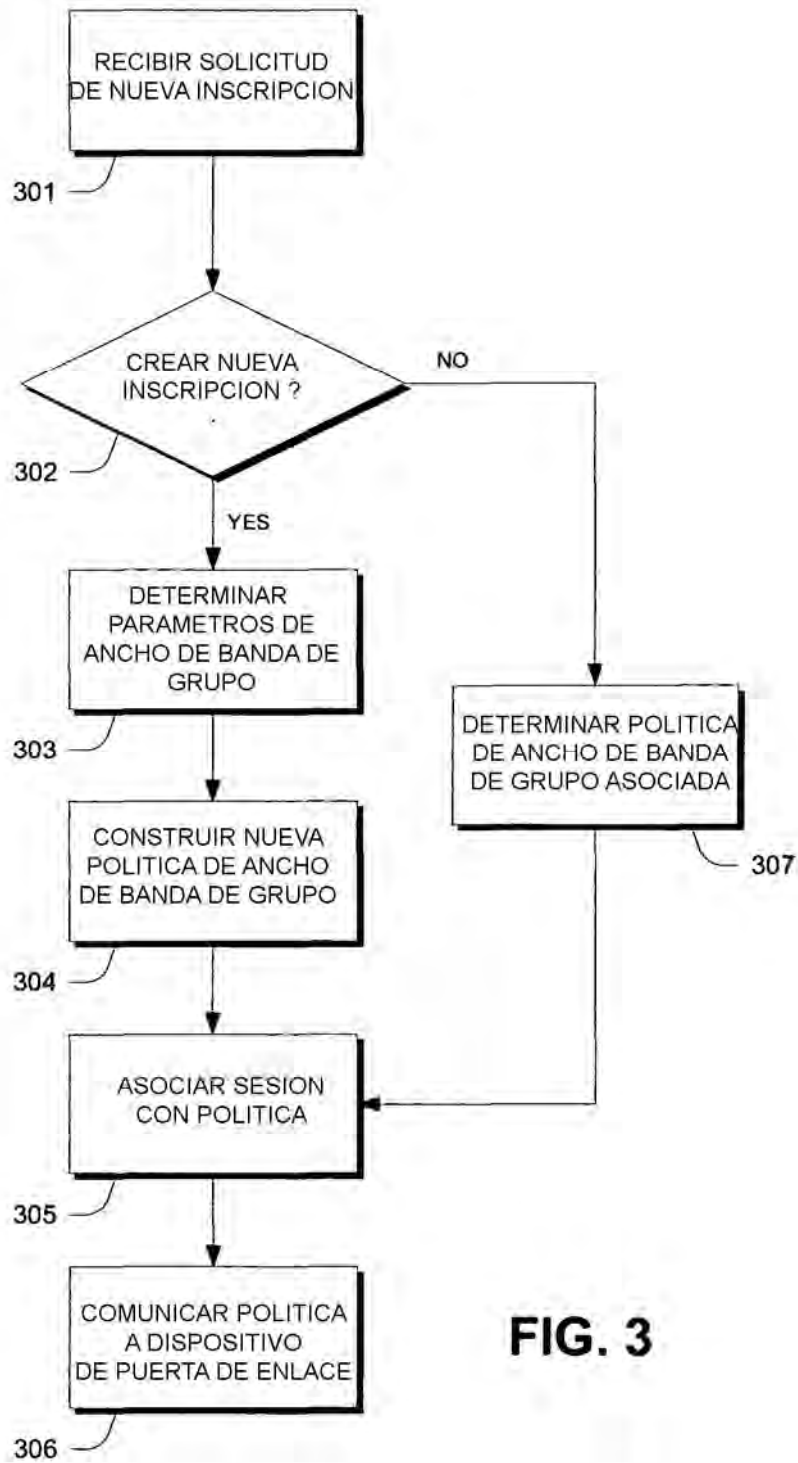 RECIBIR SOLICITUD
DE NUEVA INSCRIPCION
301
CREAR NUEVA
INSCRIPCION ?
NO
302
YES
DETERMINAR
PARAMETROS DE
ANCHO DE BANDA DE
GRUPO
303
DETERMINAR POLITICA
DE ANCHO DE BANDA
DE GRUPO ASOCIADA
307
CONSTRUIR NUEVA
POLITICA DE ANCHO
DE BANDA DE GRUPO
304
ASOCIAR SESION
CON POLITICA
305
COMUNICAR POLITICA
A DISPOSITIVO
DE PUERTA DE ENLACE
306
FIG. 3